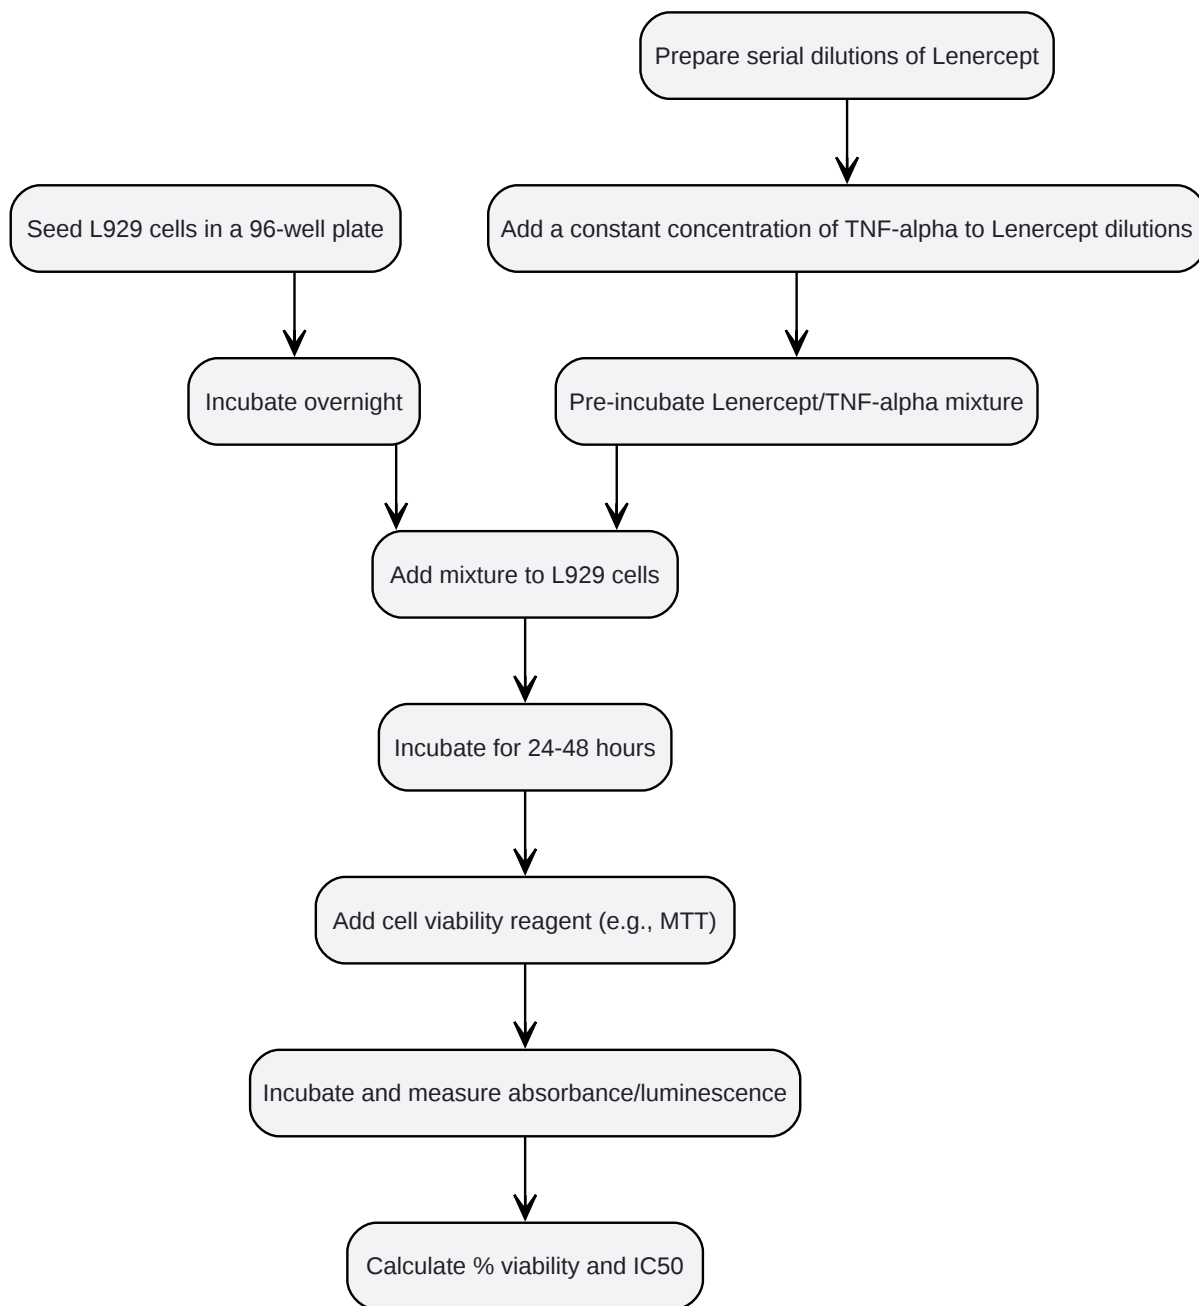 Prepare serial dilutions of Lenercept
Seed L929 cells in a 96-well plate
Add a constant concentration of TNF-alpha to Lenercept dilutions
Incubate overnight
Pre-incubate Lenercept/TNF-alpha mixture
Add mixture to L929 cells
Incubate for 24-48 hours
Add cell viability reagent (e.g., MTT)
Incubate and measure absorbance/luminescence
Calculate % viability and IC50